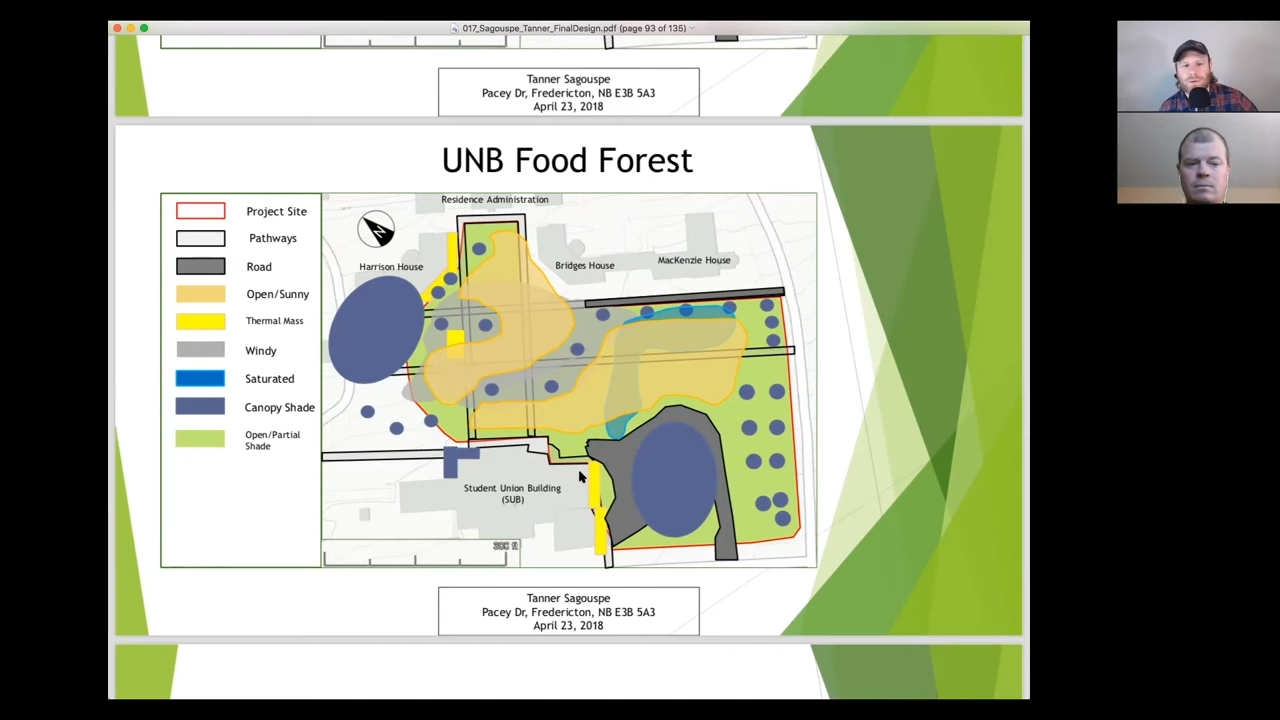 017_Sagouspe_Tanner_FinalDesign.pdf (page 93 of 135)
Tanner Sagouspe
Pacey Dr, Fredericton, NB E3B 5A3
April 23, 2018
UNB Food Forest
Project Site
Pathways
Road
Open/Sunny
Thermal Mass
Windy
Saturated
Canopy Shade
Open/Partial
Shade
Residence Administration
N
Harrison House
Bridges House
MacKenzie House
Student Union Building
(SUB)
300 ft
Tanner Sagouspe
Pacey Dr, Fredericton, NB E3B 5A3
April 23, 2018